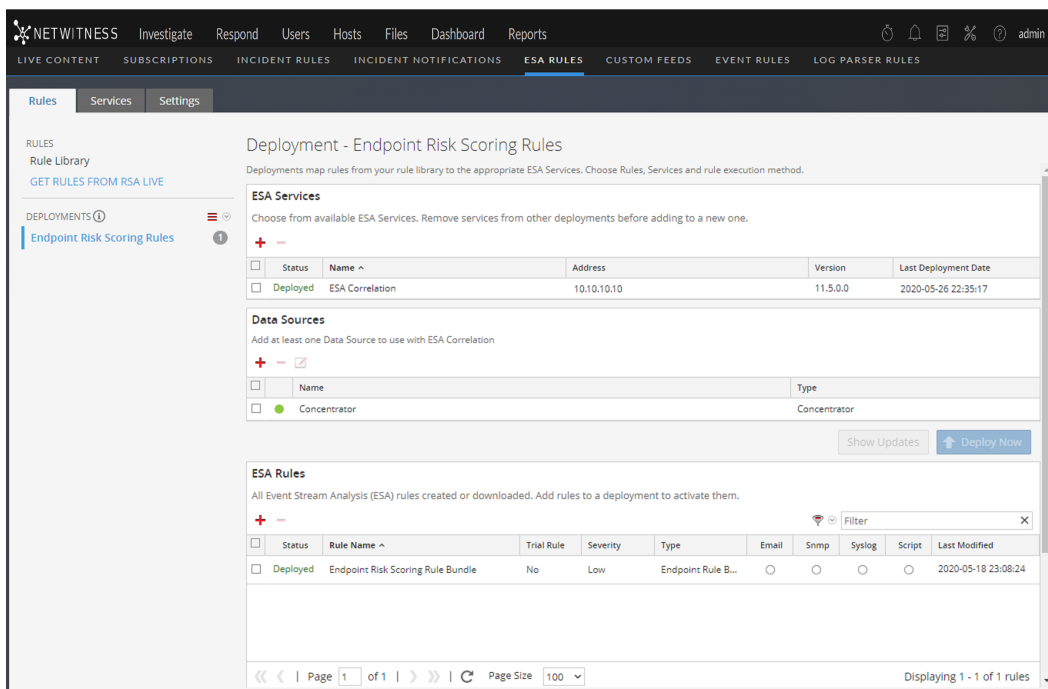 NETWITNESS Investigate Respond Users Hosts Files Dashboard Reports admin
LIVE CONTENT SUBSCRIPTIONS INCIDENT RULES INCIDENT NOTIFICATIONS ESA RULES CUSTOM FEEDS EVENT RULES LOG PARSER RULES
Rules Services Settings
RULES
Rule Library
GET RULES FROM RSA LIVE
DEPLOYMENTS
Endpoint Risk Scoring Rules 1
Deployment - Endpoint Risk Scoring Rules
Deployments map rules from your rule library to the appropriate ESA Services. Choose Rules, Services and rule execution method.
ESA Services
Choose from available ESA Services. Remove services from other deployments before adding to a new one.
Status Name Address Version Last Deployment Date
Deployed ESA Correlation 10.10.10.10 11.5.0.0 2020-05-26 22:35:17
Data Sources
Add at least one Data Source to use with ESA Correlation
Name Type
Concentrator Concentrator
Show Updates Deploy Now
ESA Rules
All Event Stream Analysis (ESA) rules created or downloaded. Add rules to a deployment to activate them.
Filter
Status Rule Name Trial Rule Severity Type Email Snmp Syslog Script Last Modified
Deployed Endpoint Risk Scoring Rule Bundle No Low Endpoint Rule B... 2020-05-18 23:08:24
Page 1 of 1 Page Size 100 Displaying 1 - 1 of 1 rules